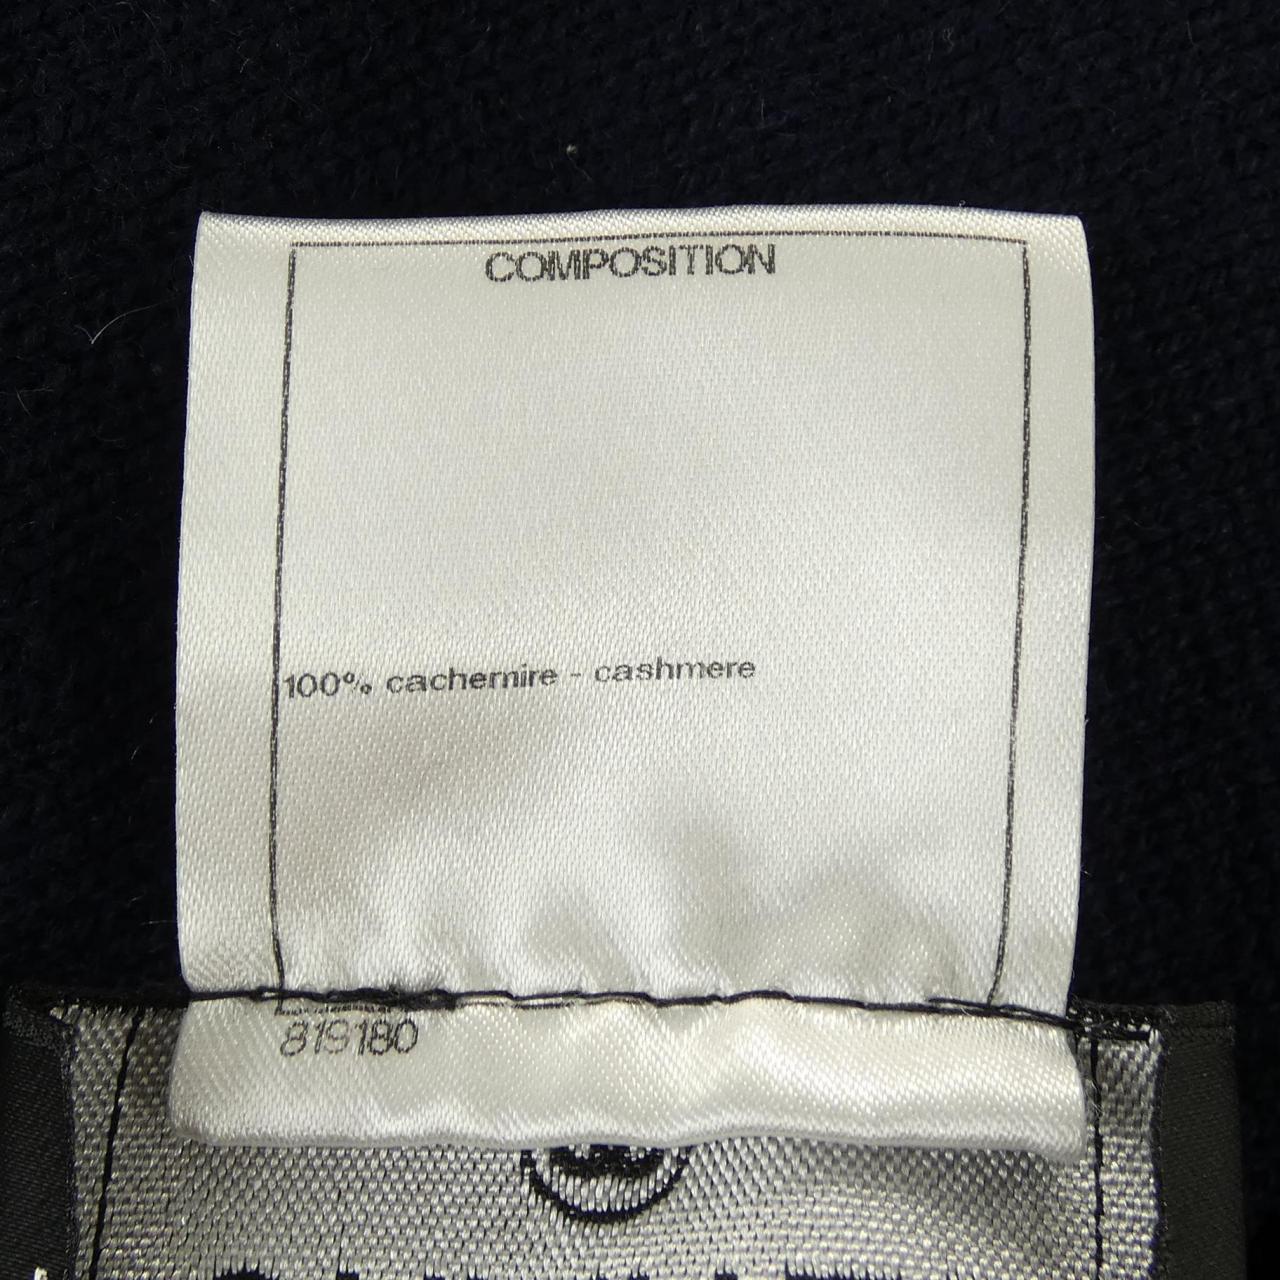 COMPOSITION
100% cachemire - cashmere
819180